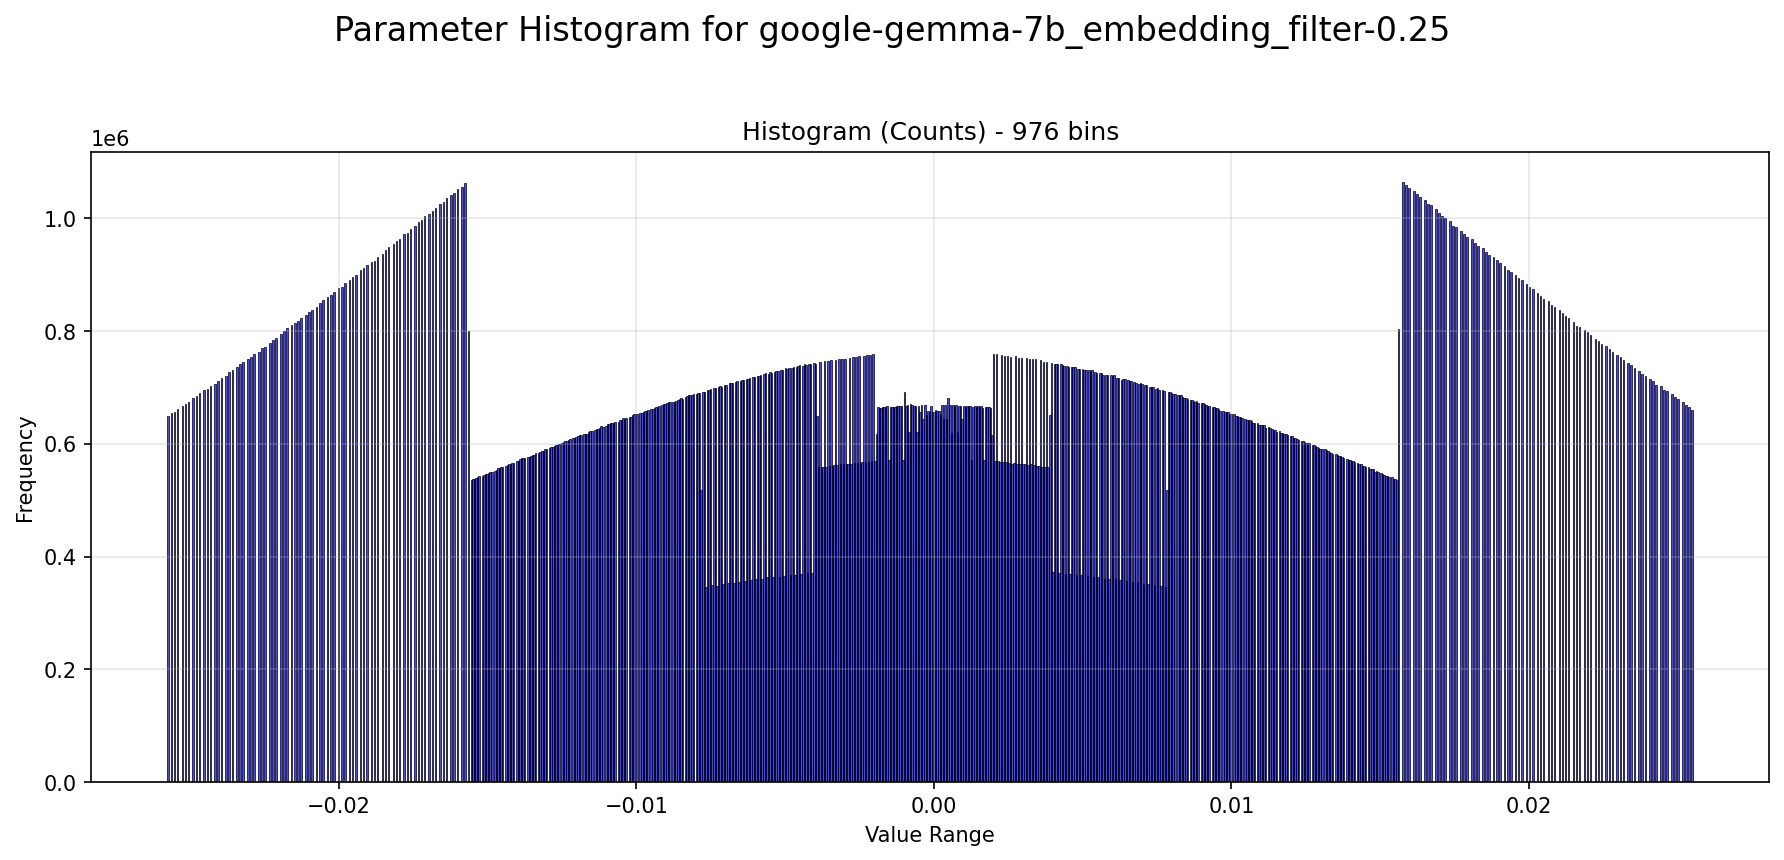 Parameter Histogram for google-gemma-7b_embedding_filter-0.25
Histogram (Counts) - 976 bins
1e6
1.0
0.8
0.6
0.4
0.2
0.0
Frequency
−0.02
−0.01
0.00
0.01
0.02
Value Range